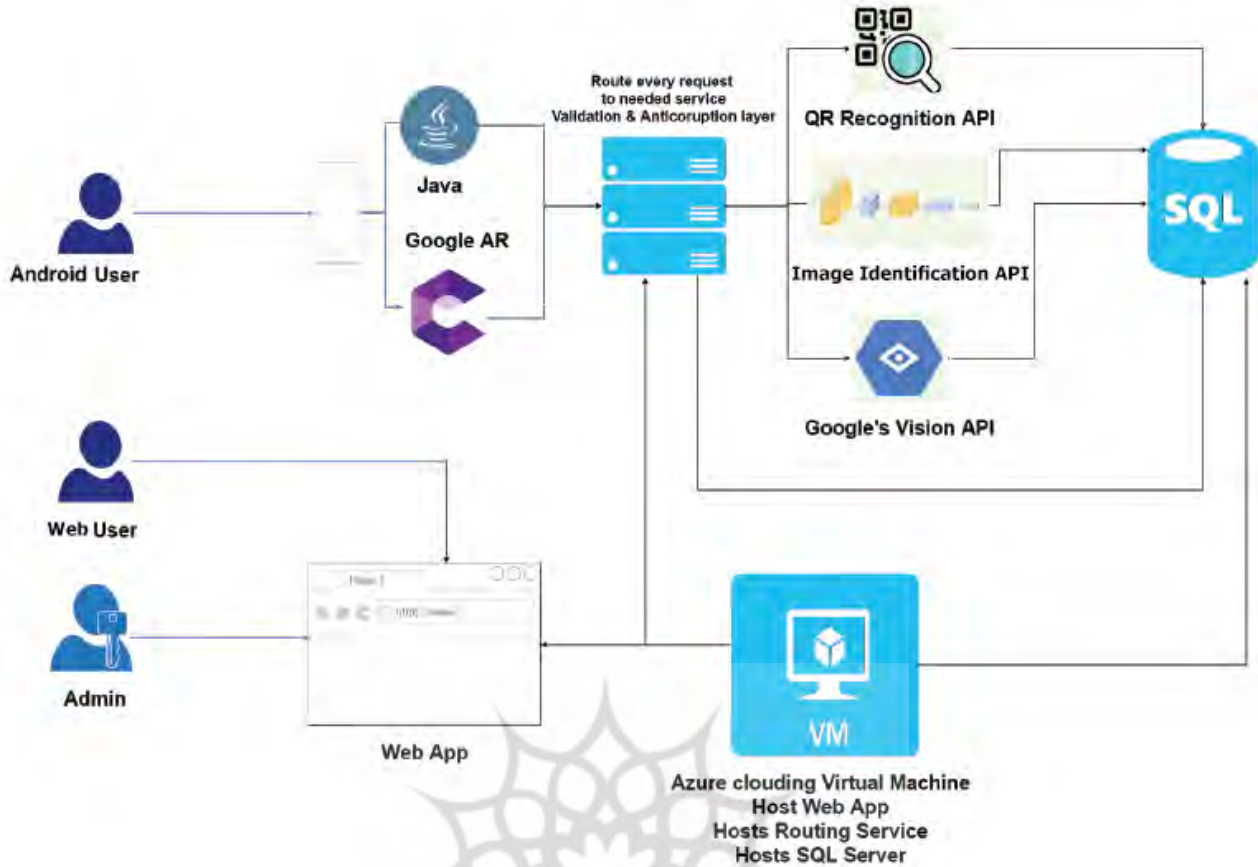 Route every request
to needed service
Validation & Anticoruption layer
QR Recognition API
Java
SQL
Android User
Google AR
Image Identification API
Google's Vision API
Web User
Admin
Web App
VM
Azure clouding Virtual Machine
Host Web App
Hosts Routing Service
Hosts SQL Server